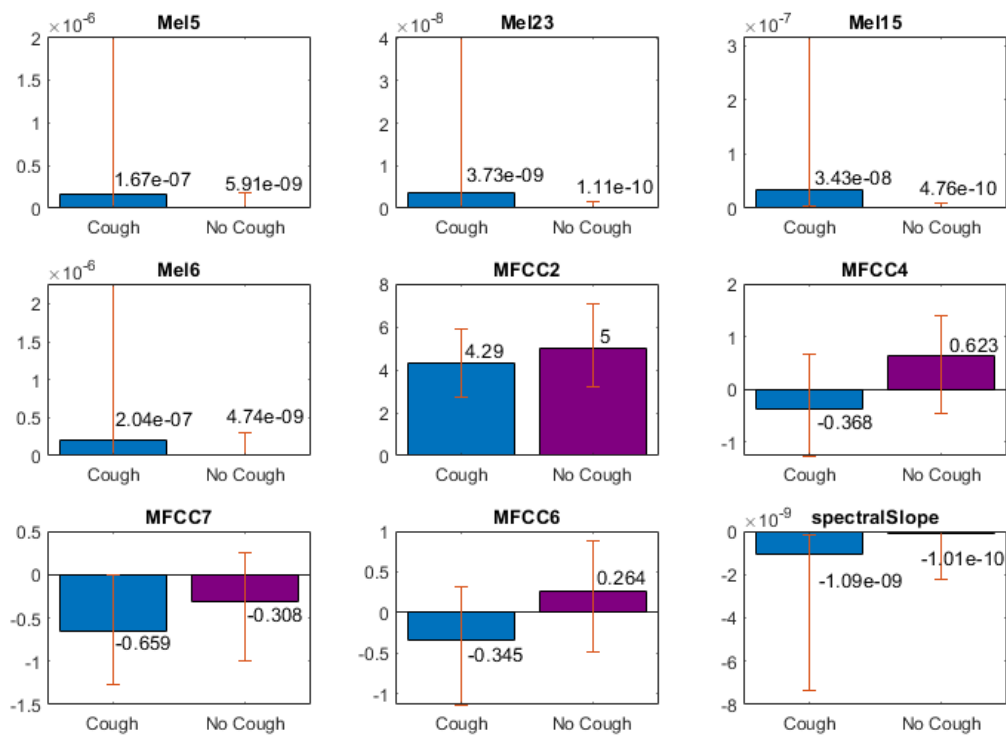 ×10^-6 Mel5
2
1.5
1
0.5
0
1.67e-07
5.91e-09
Cough No Cough
×10^-8 Mel23
4
3
2
1
0
3.73e-09
1.11e-10
Cough No Cough
×10^-7 Mel15
3
2
1
0
3.43e-08
4.76e-10
Cough No Cough
×10^-6 Mel6
2
1.5
1
0.5
0
2.04e-07
4.74e-09
Cough No Cough
MFCC2
8
6
4
2
0
4.29
5
Cough No Cough
MFCC4
2
1
0
-1
-0.368
0.623
Cough No Cough
MFCC7
0.5
0
-0.5
-1
-1.5
-0.659
-0.308
Cough No Cough
MFCC6
1
0.5
0
-0.5
-1
-0.345
0.264
Cough No Cough
×10^-9 spectralSlope
0
-2
-4
-6
-8
-1.09e-09
-1.01e-10
Cough No Cough